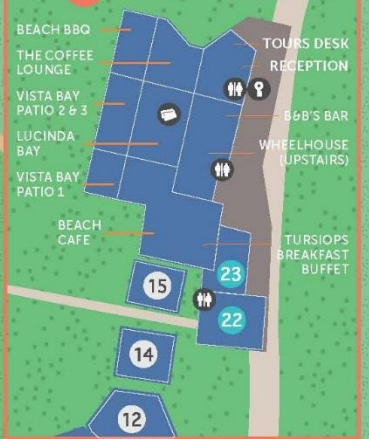 BEACH BBQ
THE COFFEE
LOUNGE
VISTA BAY
PATIO 2 & 3
LUCINDA
BAY
VISTA BAY
PATIO 1
BEACH
CAFE
TOURS DESK
RECEPTION
B&B'S BAR
WHEELHOUSE
(UPSTAIRS)
TURSIOPS
BREAKFAST
BUFFET
23
15
22
14
12